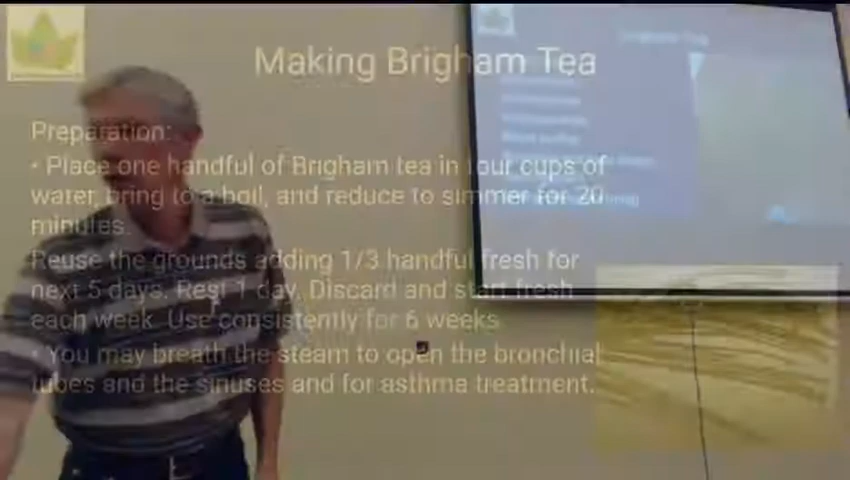 Making Brigham Tea
Preparation:
• Place one handful of Brigham tea in four cups of
water, bring to a boil, and reduce to simmer for 20
minutes.
Reuse the grounds adding 1/3 handful fresh for
next 5 days. Rest 1 day. Discard and start fresh
each week. Use consistently for 6 weeks.
• You may breath the steam to open the bronchial
tubes and the sinuses and for asthma treatment.